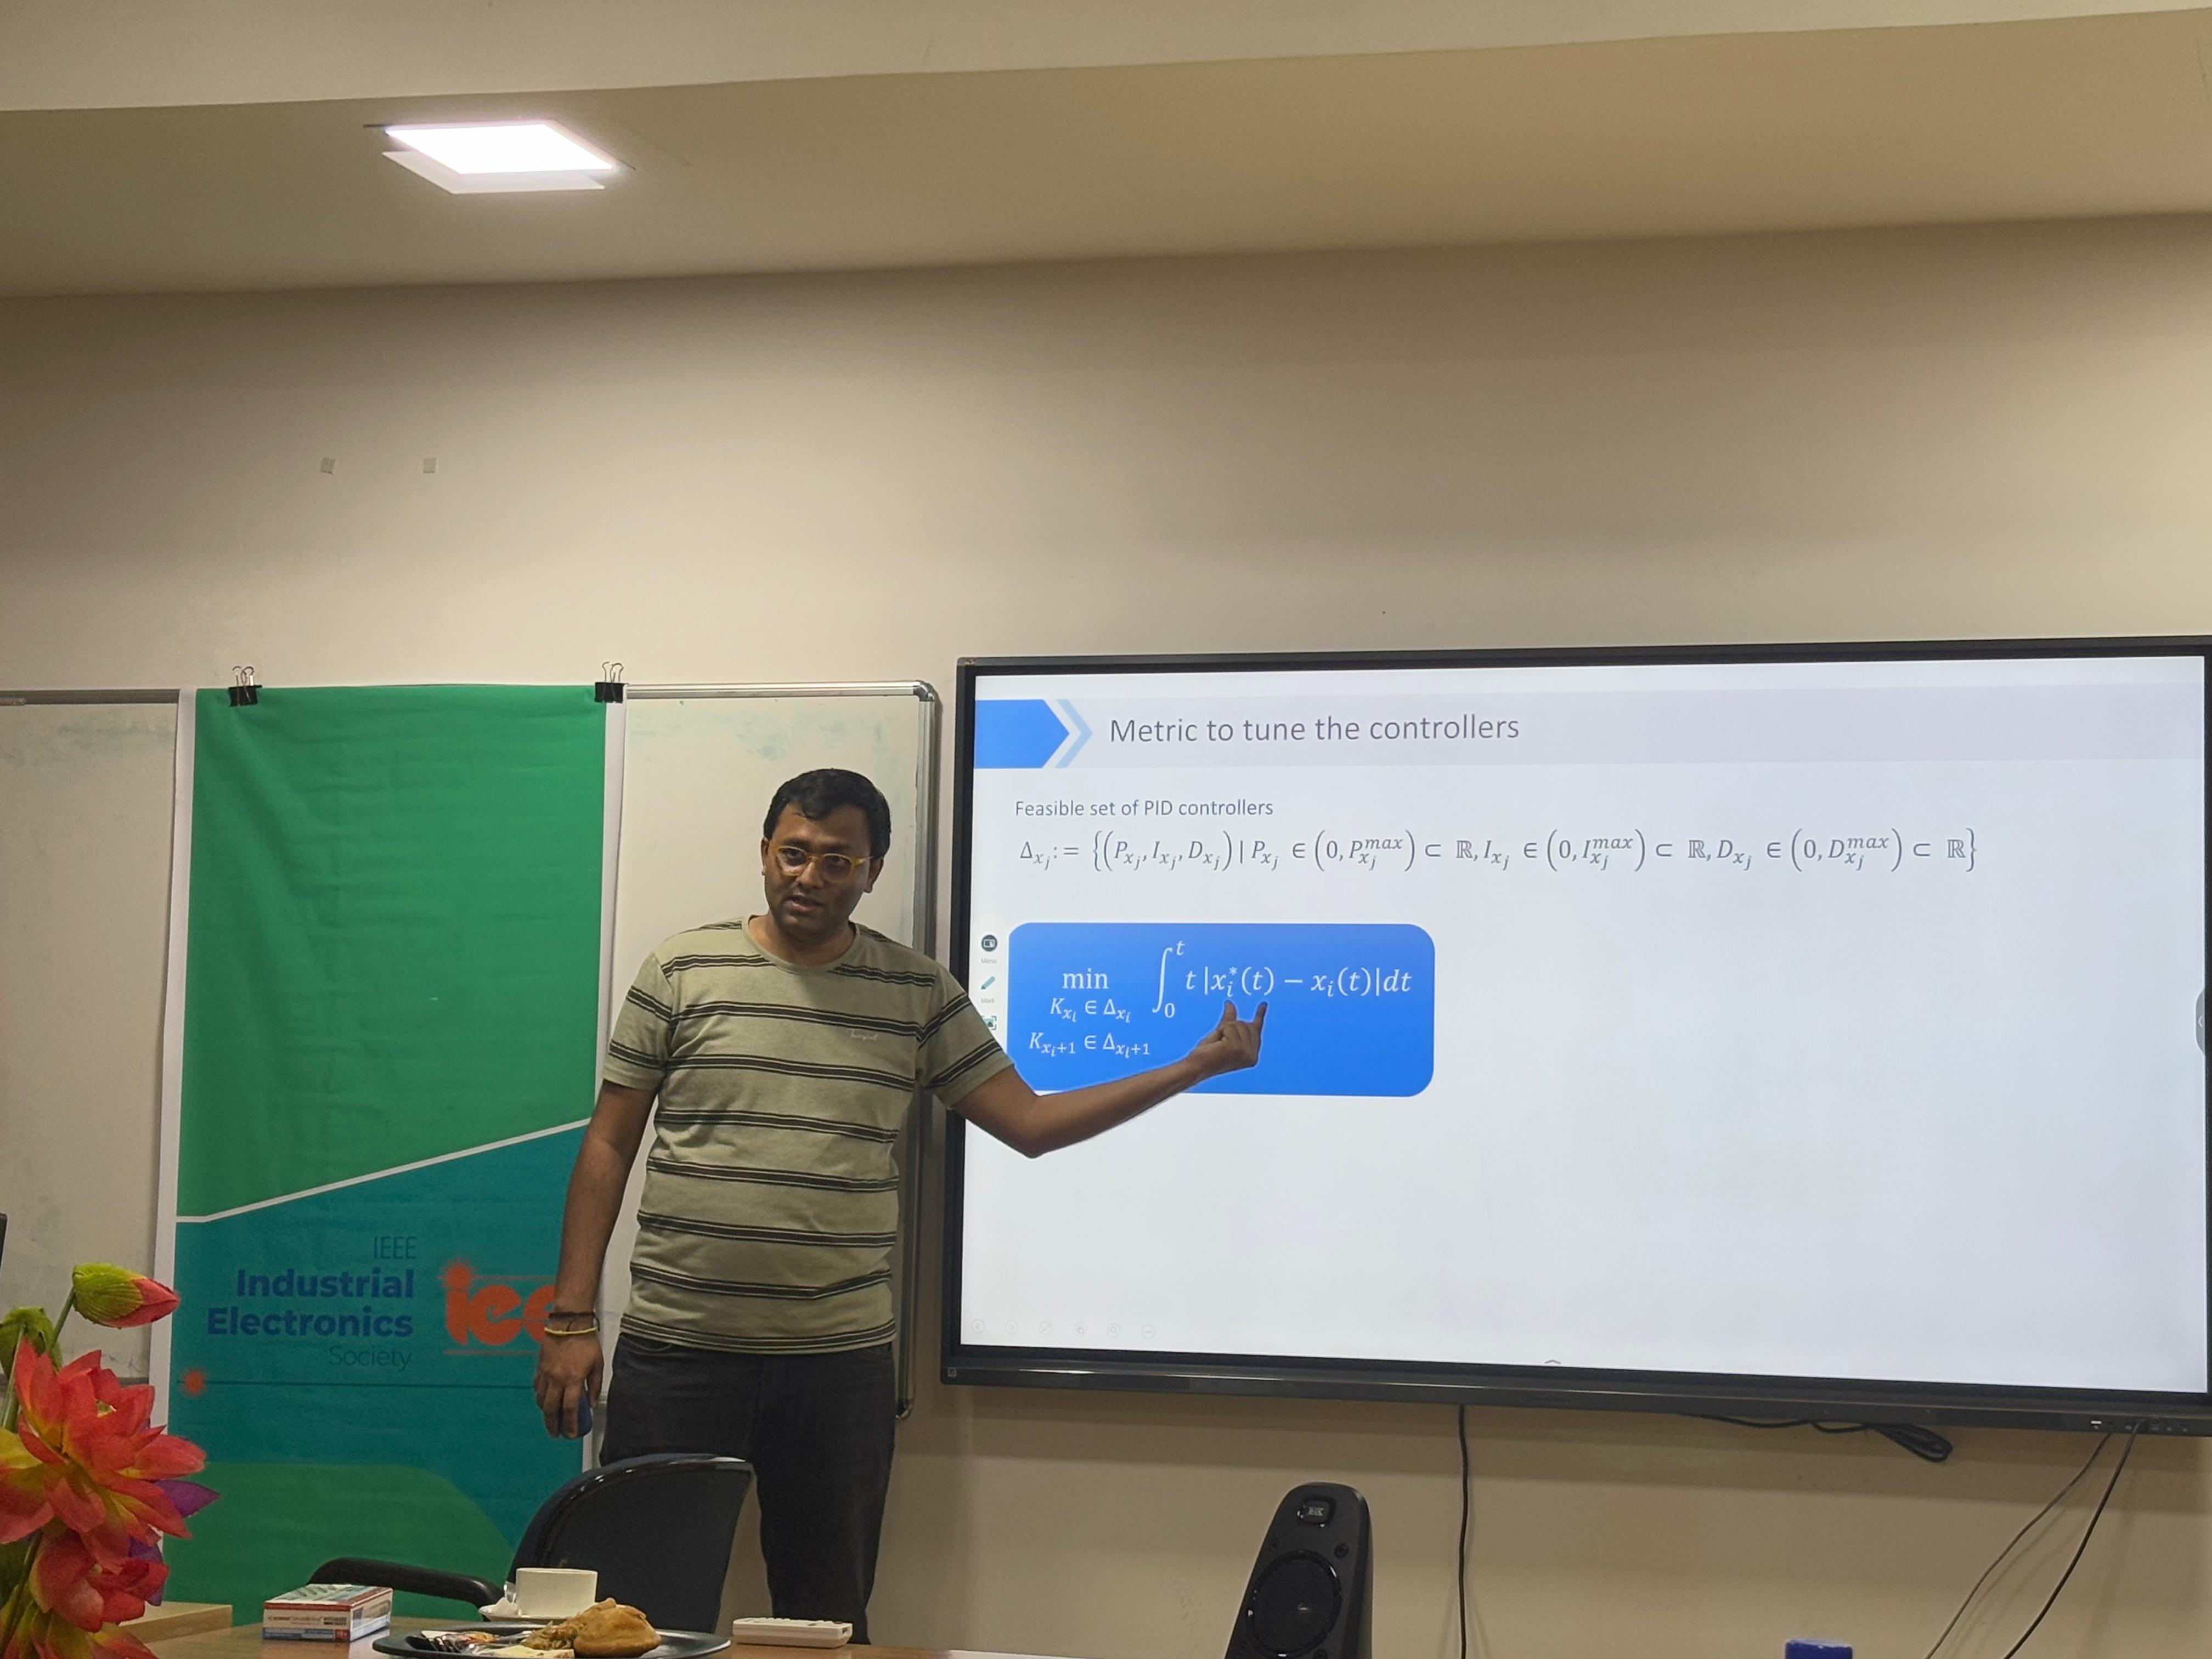 IEEE
Industrial
Electronics
Society
Metric to tune the controllers
Feasible set of PID controllers
Δ_{x_j}:= {(P_{x_j}, I_{x_j}, D_{x_j}) | P_{x_j} ∈ (0, P_{x_j}^{max}) ⊂ ℝ, I_{x_j} ∈ (0, I_{x_j}^{max}) ⊂ ℝ, D_{x_j} ∈ (0, D_{x_j}^{max}) ⊂ ℝ}
min ∫_0^t t |x_i^*(t) − x_i(t)|dt
K_{x_i} ∈ Δ_{x_i}
K_{x_i+1} ∈ Δ_{x_i+1}